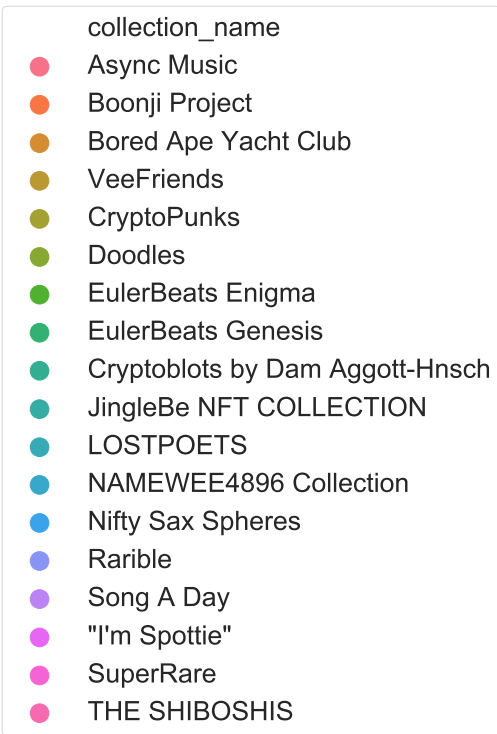 collection_name
Async Music
Boonji Project
Bored Ape Yacht Club
VeeFriends
CryptoPunks
Doodles
EulerBeats Enigma
EulerBeats Genesis
Cryptoblots by Dam Aggott-Hnsch
JingleBe NFT COLLECTION
LOSTPOETS
NAMEWEE4896 Collection
Nifty Sax Spheres
Rarible
Song A Day
"I'm Spottie"
SuperRare
THE SHIBOSHIS